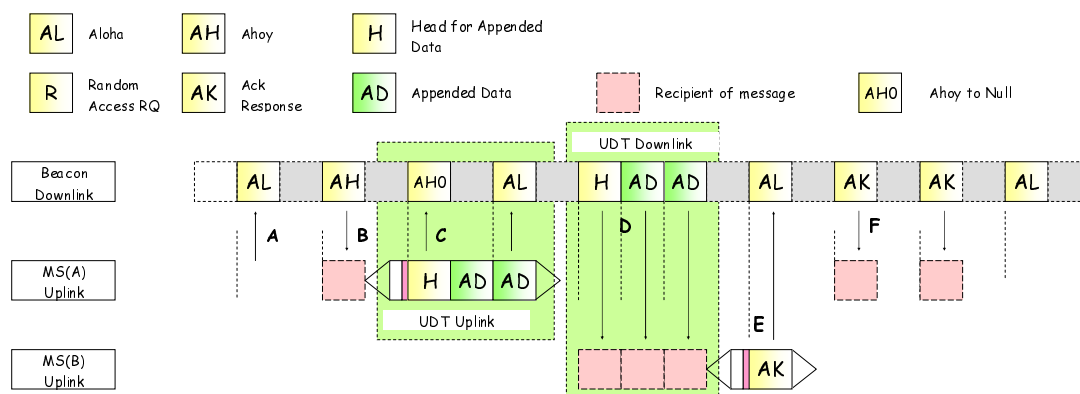 AL Aloha AH Ahoy H Head for Appended
Data
R Random
Access RQ AK Ack
Response AD Appended Data Recipient of message AH0 Ahoy to Null
UDT Downlink
Beacon
Downlink AL AH AH0 AL H AD AD AL AK AK AL
A B C D F
MS(A)
Uplink H AD AD
UDT Uplink
E
MS(B)
Uplink AK